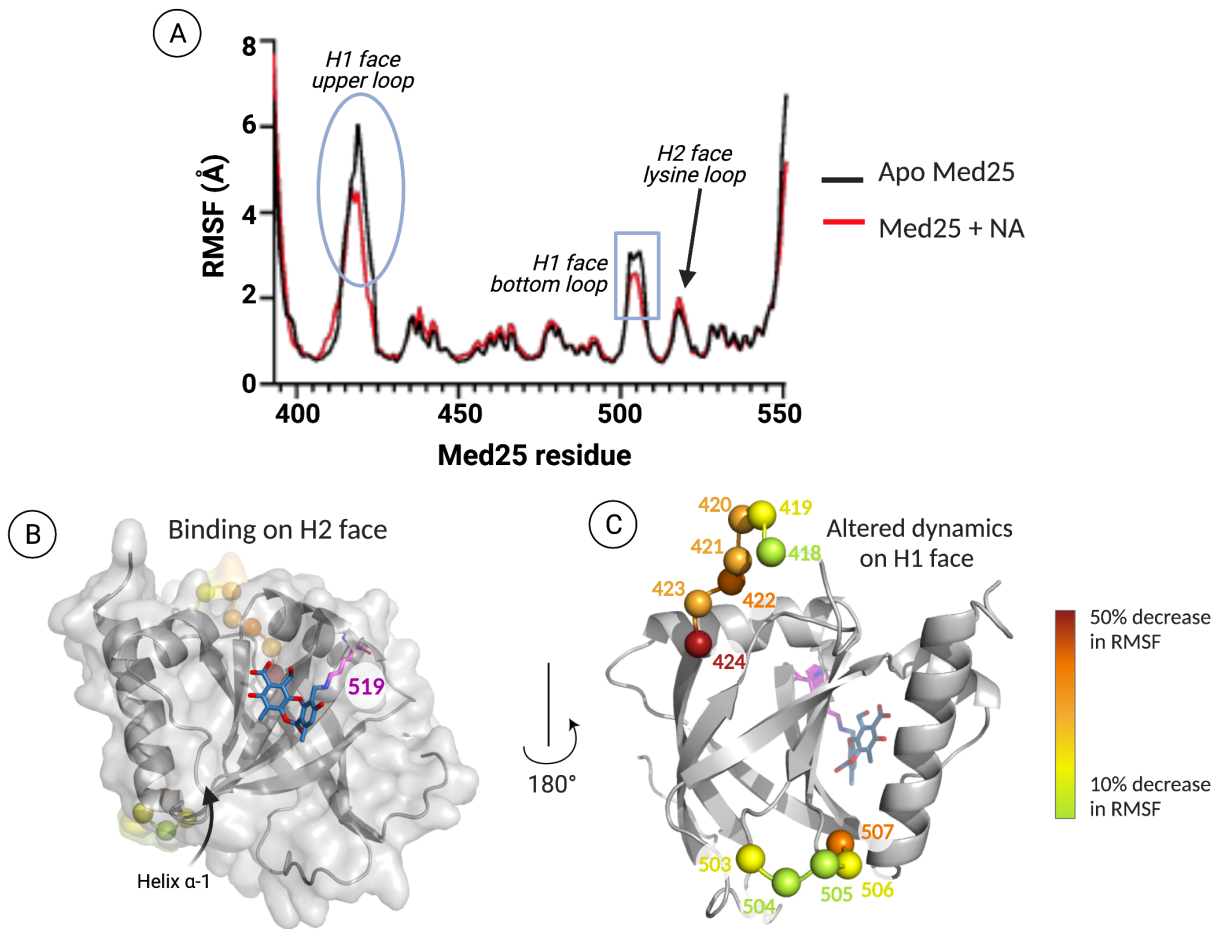 A
8
6
4
2
0
RMSF (Å)
H1 face
upper loop
H2 face
lysine loop
H1 face
bottom loop
Apo Med25
Med25 + NA
400
450
500
550
Med25 residue
B
Binding on H2 face
519
Helix α-1
180°
C
Altered dynamics
on H1 face
420
419
421
418
423
422
424
507
503
504
505
506
50% decrease
in RMSF
10% decrease
in RMSF